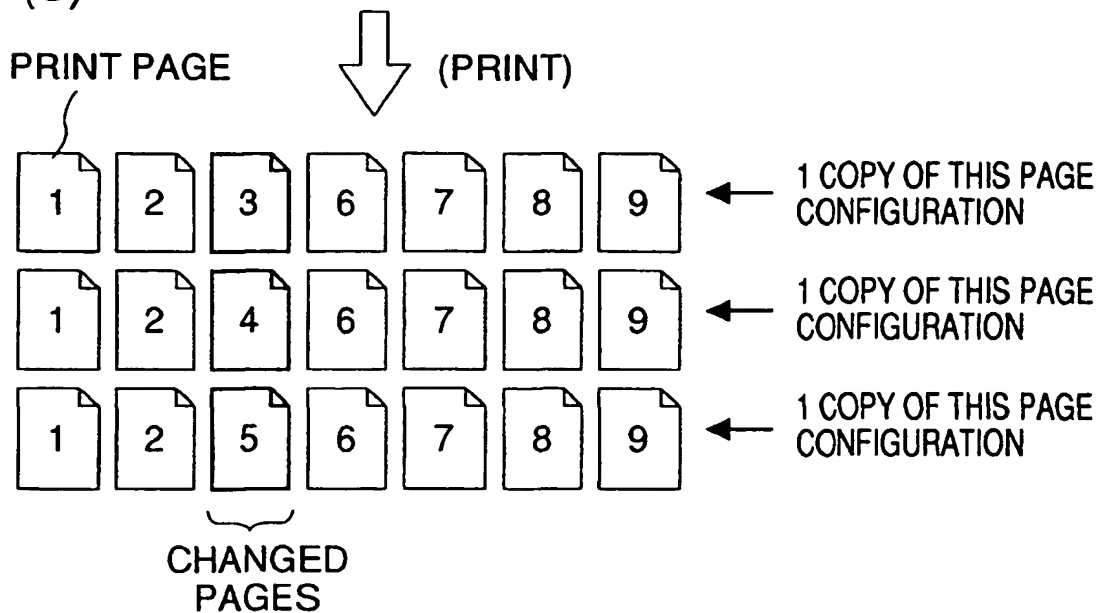 PRINT PAGE
(PRINT)
1 2 3 6 7 8 9
1 COPY OF THIS PAGE
CONFIGURATION
1 2 4 6 7 8 9
1 COPY OF THIS PAGE
CONFIGURATION
1 2 5 6 7 8 9
1 COPY OF THIS PAGE
CONFIGURATION
CHANGED
PAGES